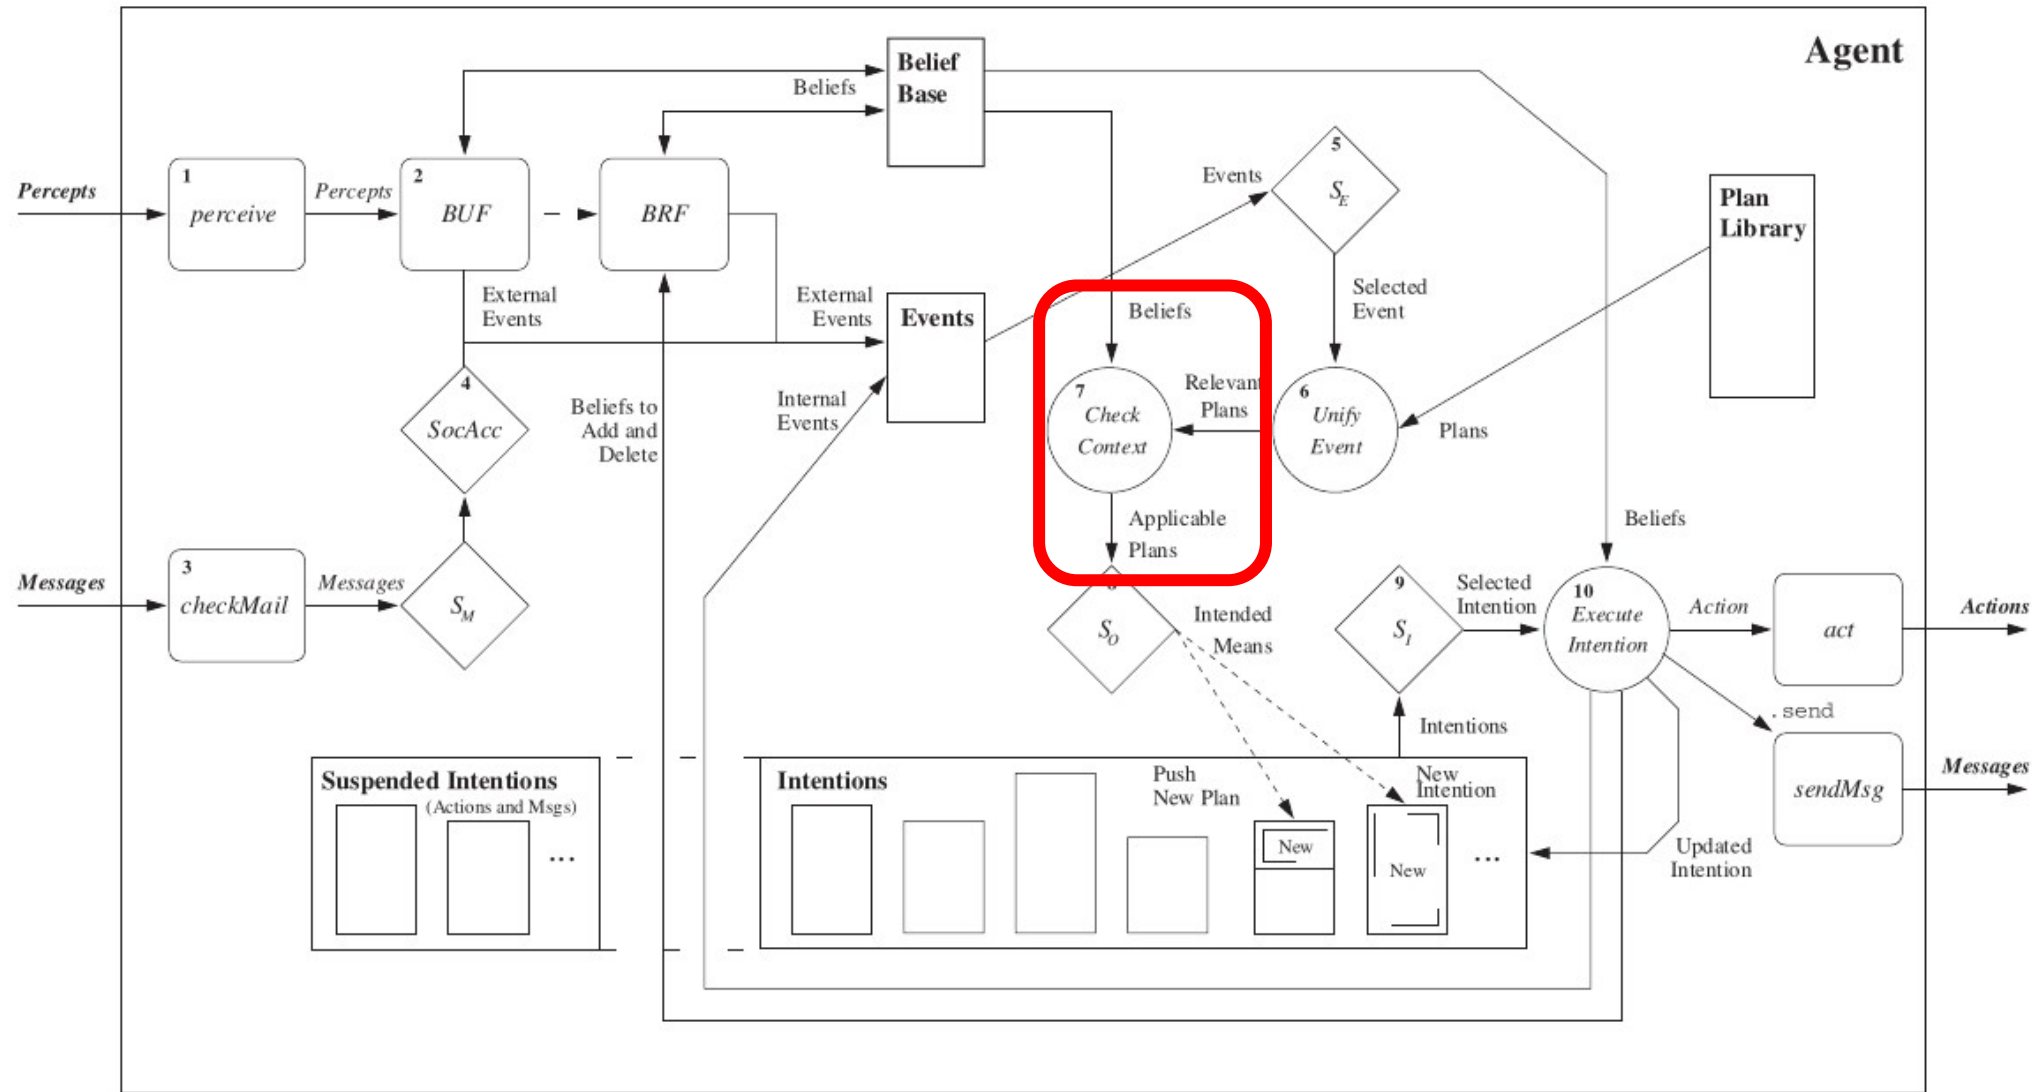 Agent
Belief
Base
Beliefs
5
S_E
Events
Plan
Library
Percepts
1
perceive
Percepts
2
BUF
BRF
External
Events
External
Events
Events
Beliefs
Selected
Event
4
SocAcc
Beliefs to
Add and
Delete
Internal
Events
7
Check
Context
Relevant
Plans
6
Unify
Event
Plans
Applicable
Plans
Beliefs
Messages
3
checkMail
Messages
S_M
S_O
Intended
Means
9
S_I
Selected
Intention
10
Execute
Intention
Action
act
Actions
.send
sendMsg
Messages
Intentions
Suspended Intentions
(Actions and Msgs)
...
Intentions
Push
New Plan
New
Intention
New
New
...
Updated
Intention